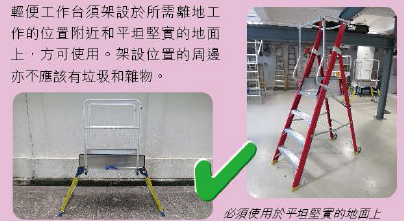 輕便工作台須架設於所需離地工
作的位置附近和平坦堅實的地面
上，方可使用。架設位置的周邊
亦不應該有垃圾和雜物。
必須使用於平坦堅實的地面上